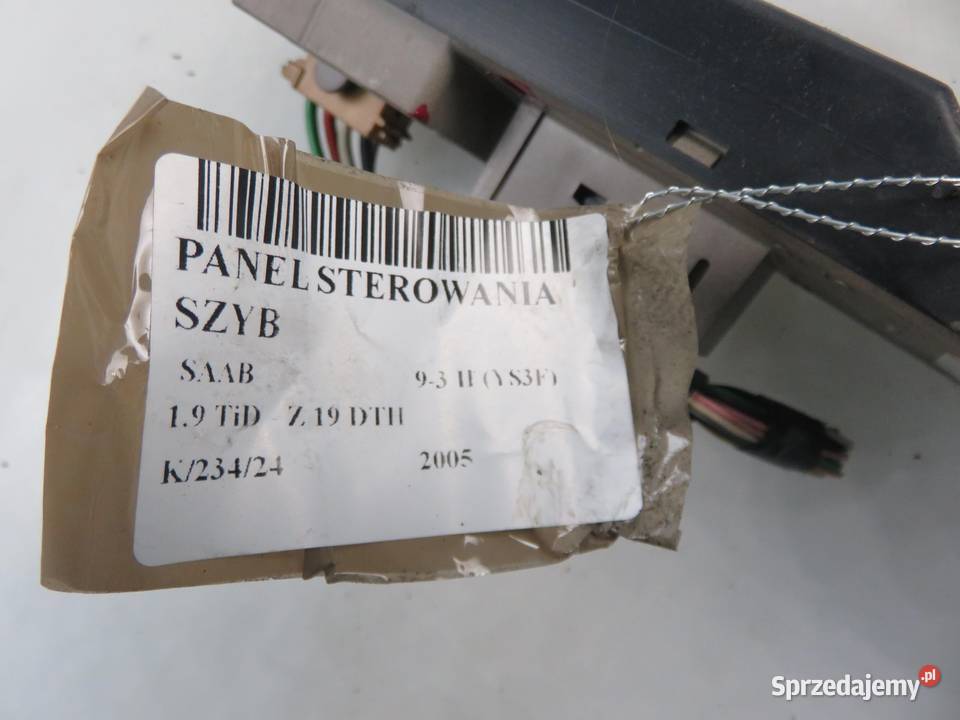 PANEL STEROWANIA
SZYB
SAAB 9-3 II (YS3F)
1.9 TiD Z 19 DTH
K/234/24 2005
Sprzedajemy.pl